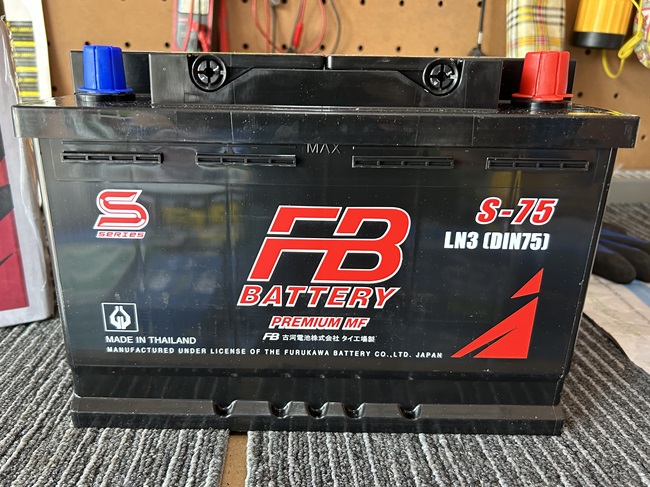 MAX
S
SERIES
S-75
LN3 (DIN75)
FB
BATTERY
PREMIUM MF
FB 古河電池株式会社 タイ工場製
MADE IN THAILAND
MANUFACTURED UNDER LICENSE OF THE FURUKAWA BATTERY CO.,LTD. JAPAN